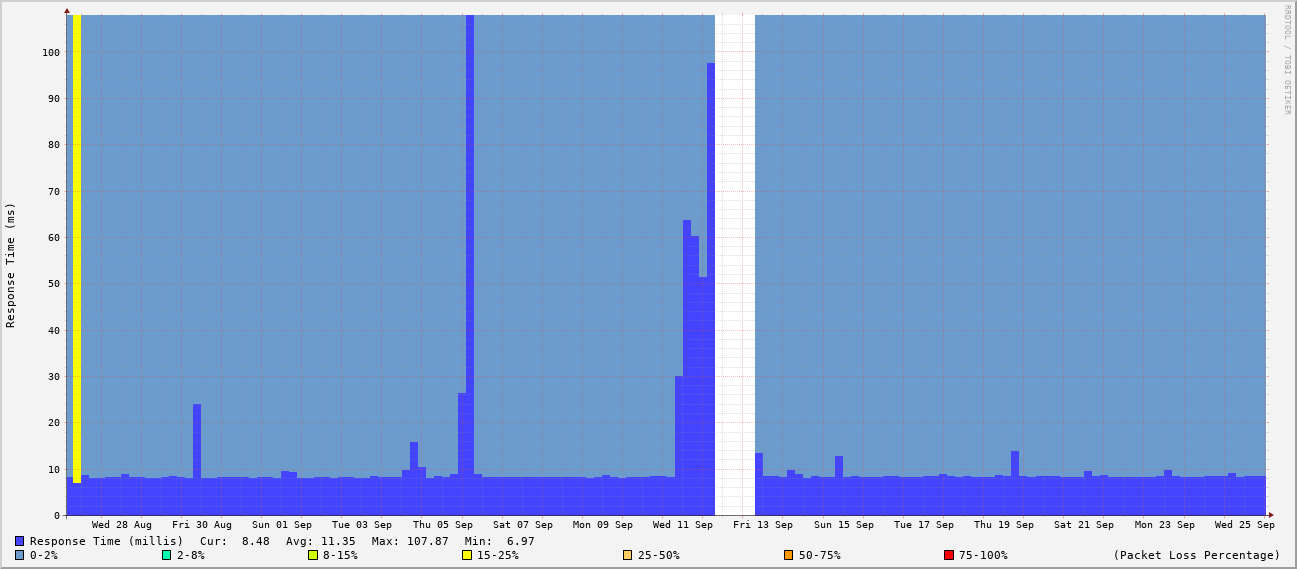 RRDTOOL / TOBI OETIKER
Response Time (ms)
100
90
80
70
60
50
40
30
20
10
0
Wed 28 Aug Fri 30 Aug Sun 01 Sep Tue 03 Sep Thu 05 Sep Sat 07 Sep Mon 09 Sep Wed 11 Sep Fri 13 Sep Sun 15 Sep Tue 17 Sep Thu 19 Sep Sat 21 Sep Mon 23 Sep Wed 25 Sep
Response Time (millis) Cur: 8.48 Avg: 11.35 Max: 107.87 Min: 6.97
0-2% 2-8% 8-15% 15-25% 25-50% 50-75% 75-100% (Packet Loss Percentage)